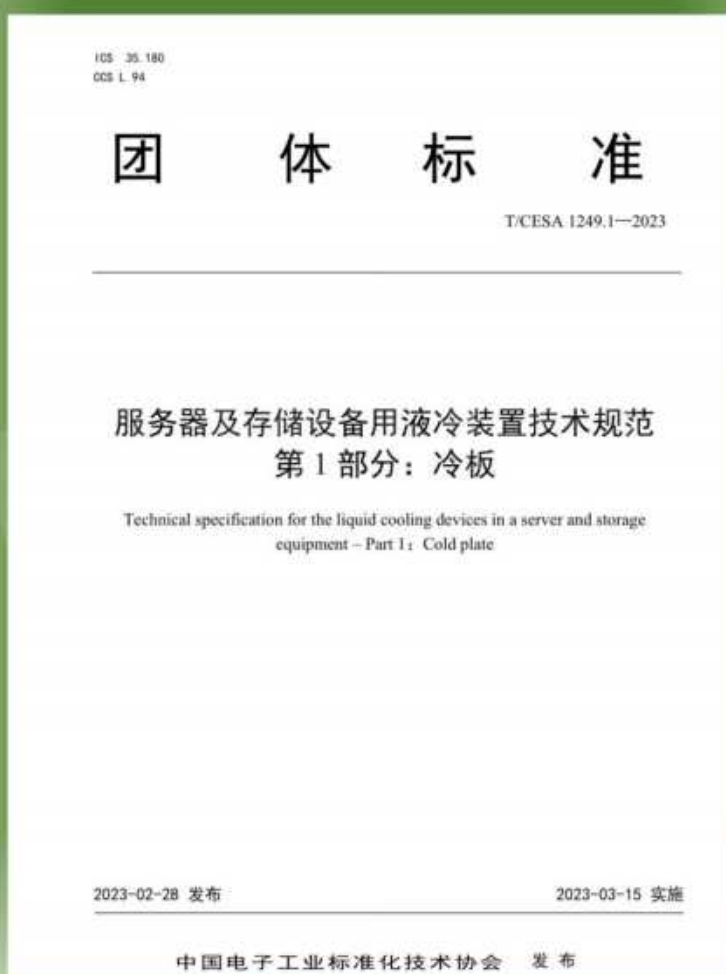 ICS 35.180
CCS L 94
团体标准
T/CESA 1249.1—2023
服务器及存储设备用液冷装置技术规范
第 1 部分：冷板
Technical specification for the liquid cooling devices in a server and storage
equipment – Part 1：Cold plate
2023-02-28 发布 2023-03-15 实施
中国电子工业标准化技术协会 发布